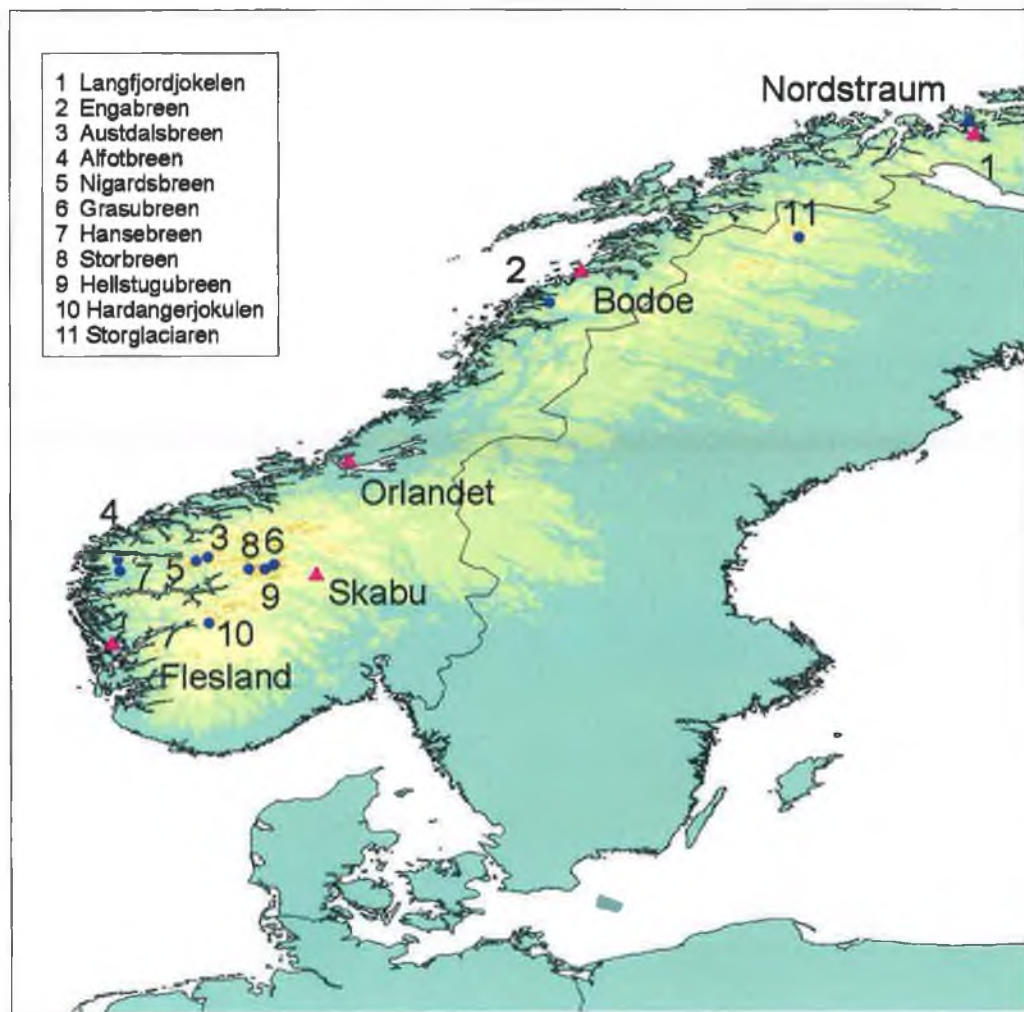 1 Langfjordjokelen
2 Engabreen
3 Austdalsbreen
4 Alfotbreen
5 Nigardsbreen
6 Grasubreen
7 Hansebreen
8 Storbreen
9 Hellstugubreen
10 Hardangerjokulen
11 Storglaciaren
Nordstraum
1
11
2
Bodoe
Orlandet
4
3
8 6
5
7
9
Skabu
10
Flesland